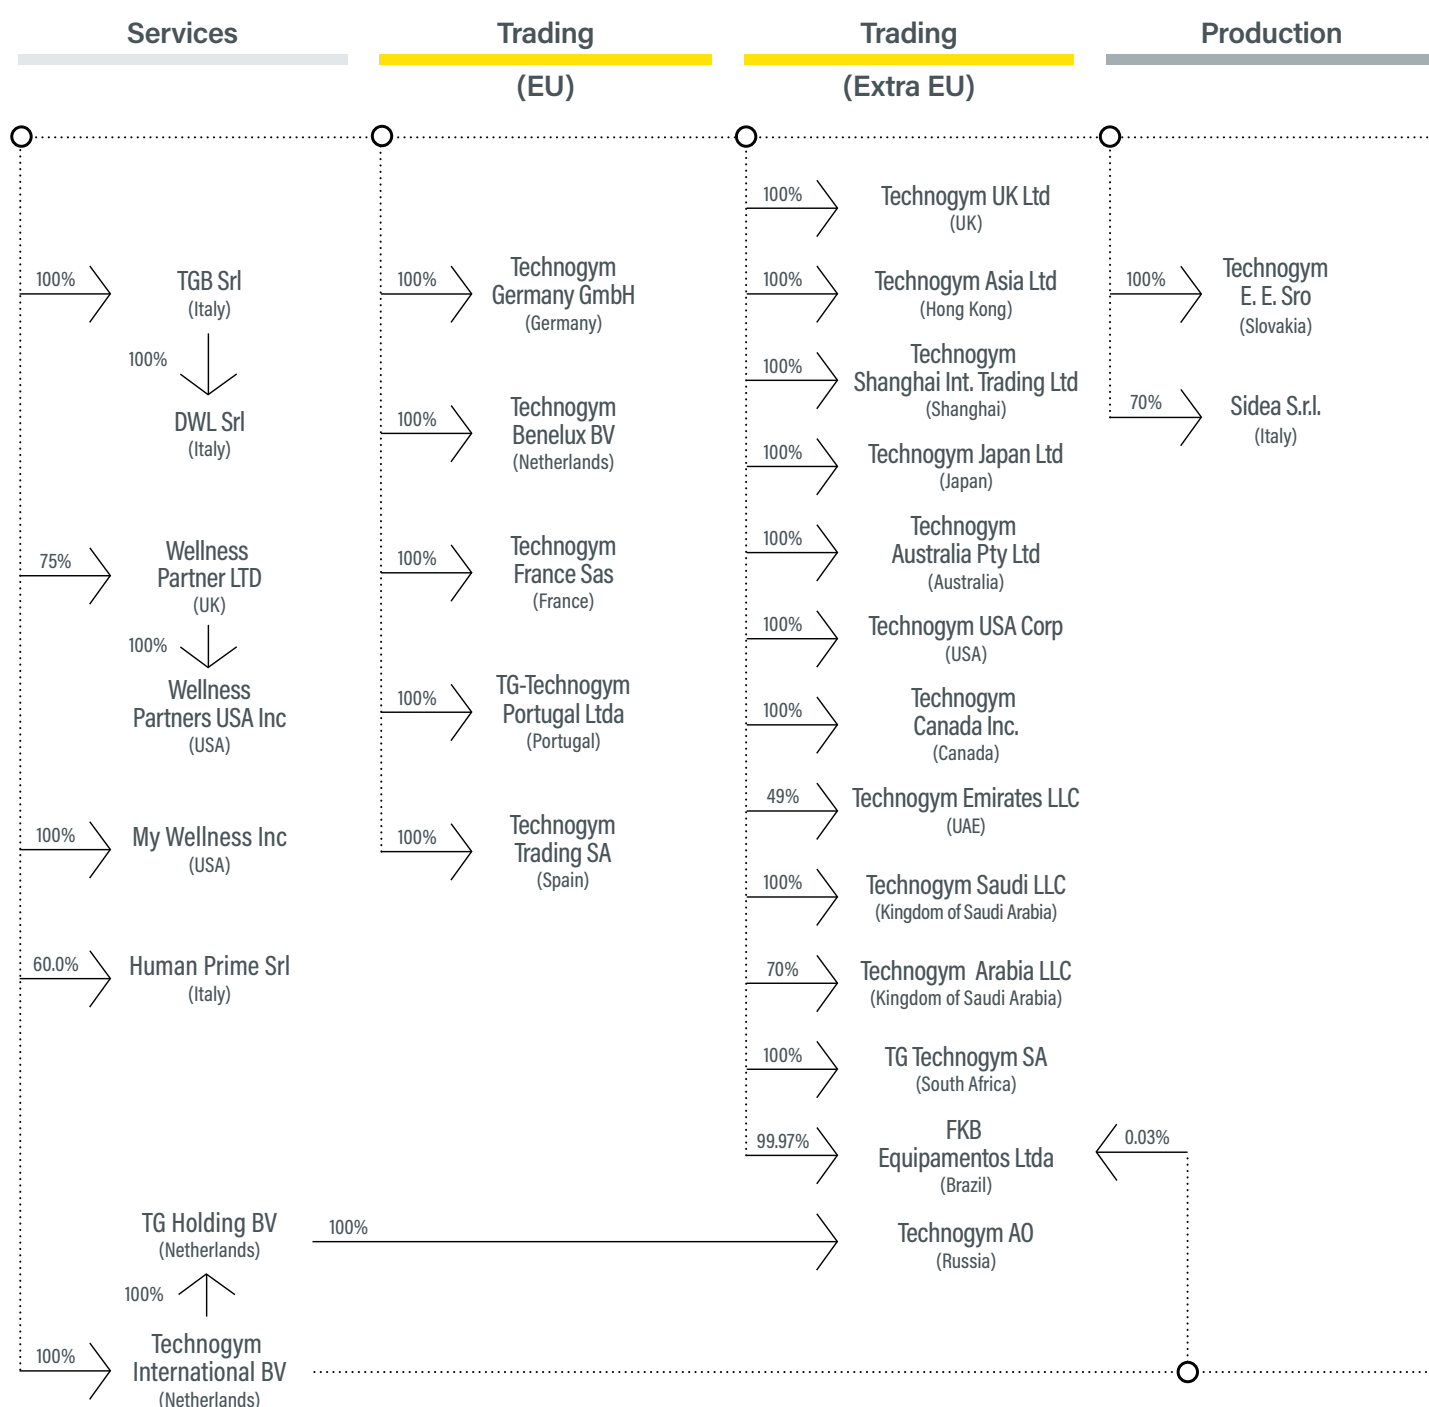 Services
Trading
(EU)
Trading
(Extra EU)
Production
100%
TGB Srl
(Italy)
100%
DWL Srl
(Italy)
75%
Wellness
Partner LTD
(UK)
100%
Wellness
Partners USA Inc
(USA)
100%
My Wellness Inc
(USA)
60.0%
Human Prime Srl
(Italy)
TG Holding BV
(Netherlands)
100%
100%
100%
Technogym
International BV
(Netherlands)
100%
Technogym
Germany GmbH
(Germany)
100%
Technogym
Benelux BV
(Netherlands)
100%
Technogym
France Sas
(France)
100%
TG-Technogym
Portugal Ltda
(Portugal)
100%
Technogym
Trading SA
(Spain)
100%
Technogym UK Ltd
(UK)
100%
Technogym Asia Ltd
(Hong Kong)
100%
Technogym
Shanghai Int. Trading Ltd
(Shanghai)
100%
Technogym Japan Ltd
(Japan)
100%
Technogym
Australia Pty Ltd
(Australia)
100%
Technogym USA Corp
(USA)
100%
Technogym
Canada Inc.
(Canada)
49%
Technogym Emirates LLC
(UAE)
100%
Technogym Saudi LLC
(Kingdom of Saudi Arabia)
70%
Technogym Arabia LLC
(Kingdom of Saudi Arabia)
100%
TG Technogym SA
(South Africa)
99.97%
FKB
Equipamentos Ltda
(Brazil)
0.03%
Technogym AO
(Russia)
100%
Technogym
E. E. Sro
(Slovakia)
70%
Sidea S.r.l.
(Italy)